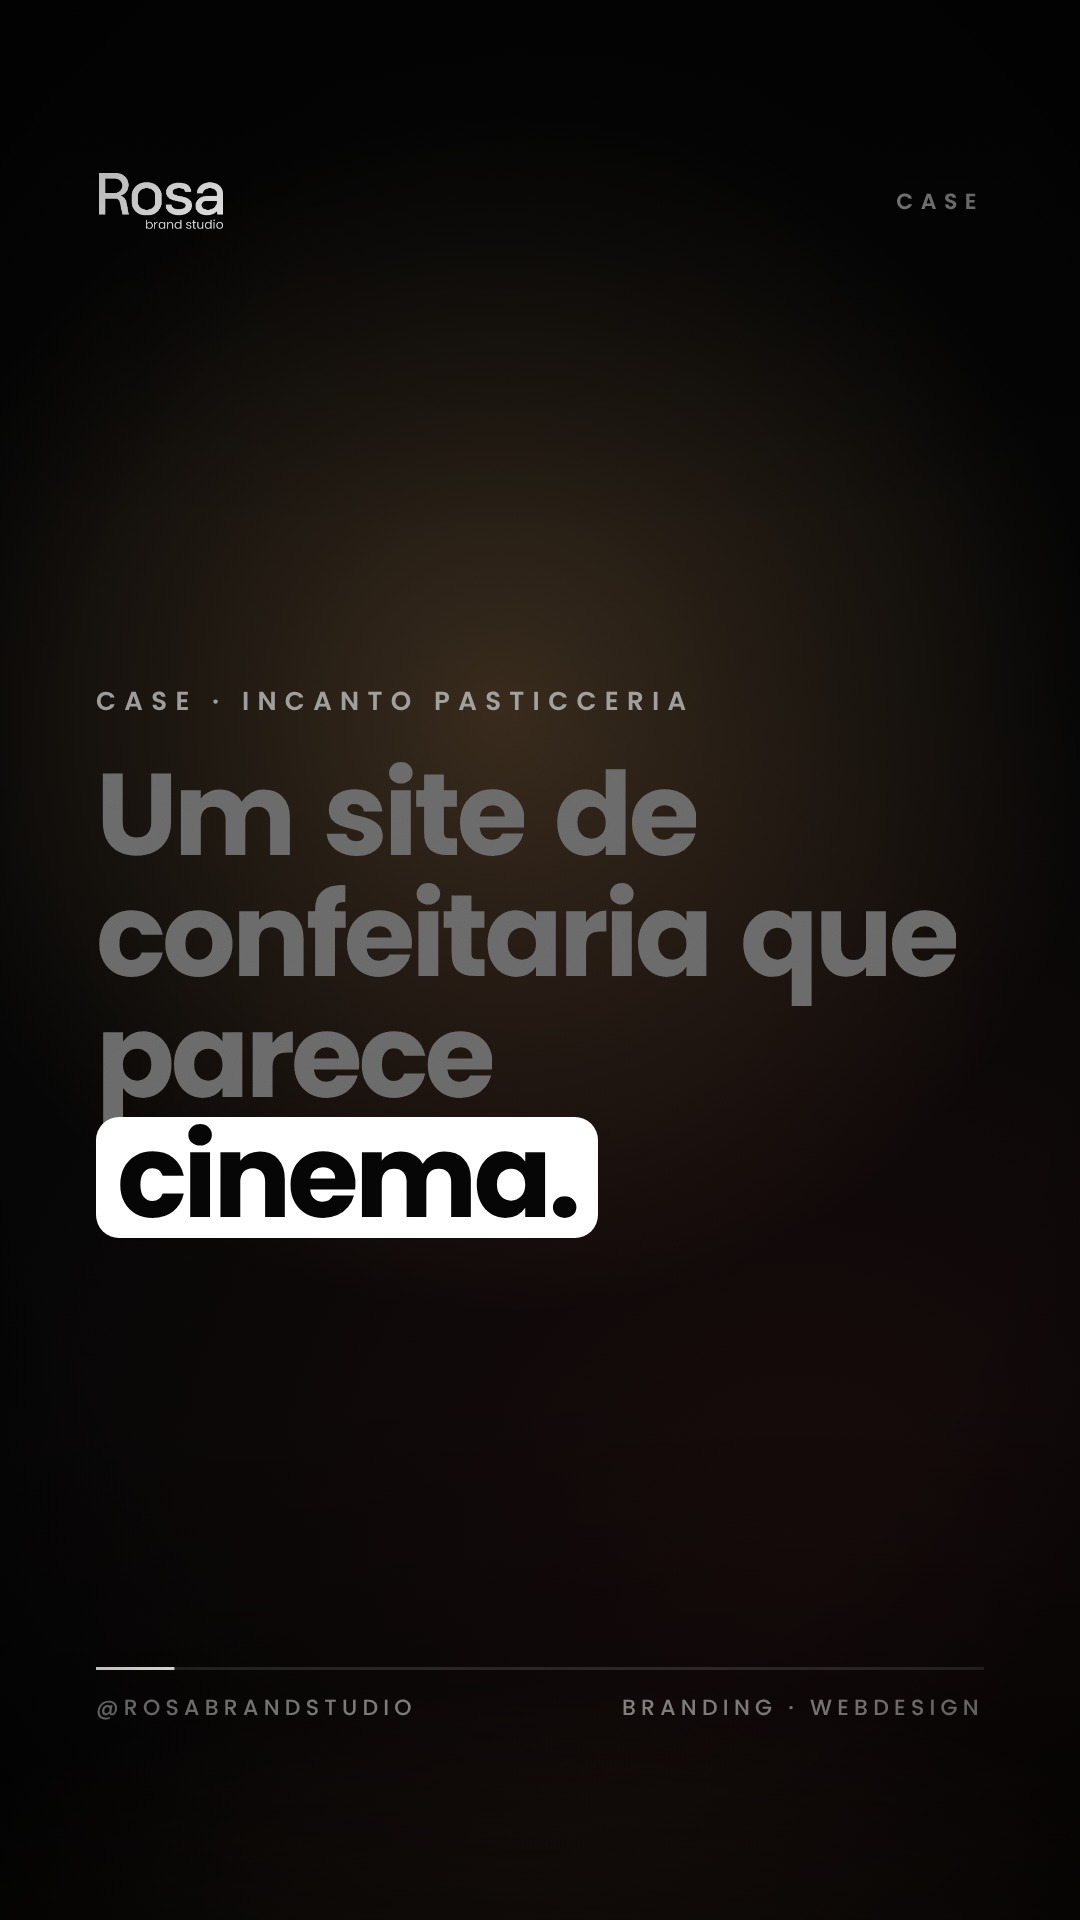 Rosa
brand studio
CASE
CASE · INCANTO PASTICCERIA
Um site de
confeitaria que
parece
cinema.
@ROSABRANDSTUDIO
BRANDING · WEBDESIGN